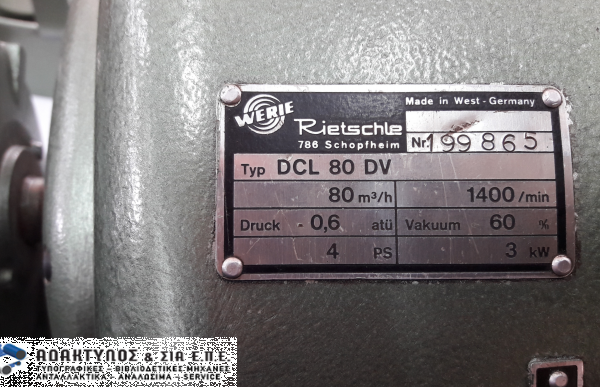 WERIE
Rietschle
786 Schopfheim
Made in West-Germany
Nr. 199865
Typ DCL 80 DV
80 m³/h 1400/min
Druck - 0,6 atü Vakuum 60 %
4 PS 3 kW
ΑΔΑΚΤΥΛΟΣ & ΣΙΑ Ε.Π.Ε.
ΤΥΠΟΓΡΑΦΙΚΕΣ - ΒΙΒΛΙΟΔΕΤΙΚΕΣ ΜΗΧΑΝΕΣ
ΑΝΤΑΛΛΑΚΤΙΚΑ - ΑΝΑΛΩΣΙΜΑ - SERVICE